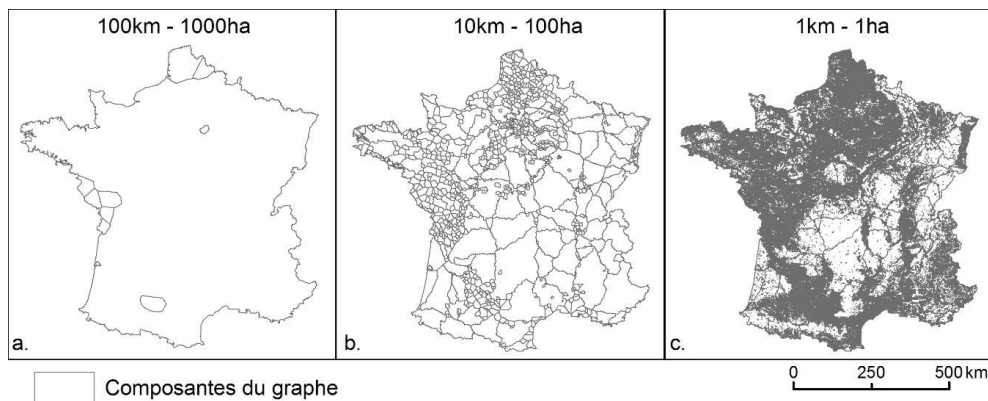 100km - 1000ha
10km - 100ha
1km - 1ha
a.
b.
c.
Composantes du graphe
0 250 500 km